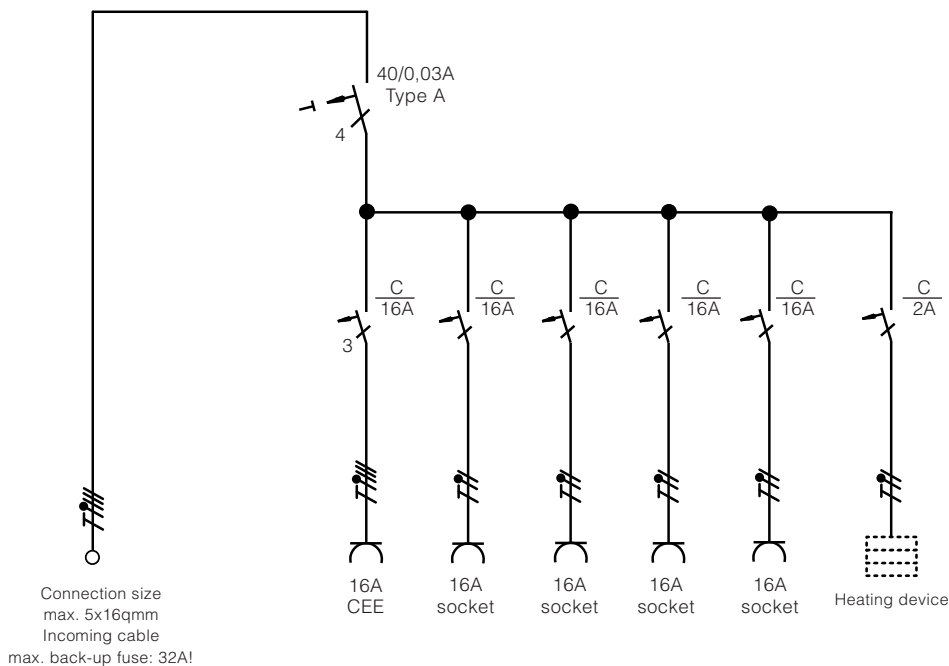 40/0,03A
Type A
4
C
16A
C
16A
C
16A
C
16A
C
16A
C
2A
3
16A
CEE
16A
socket
16A
socket
16A
socket
16A
socket
Heating device
Connection size
max. 5x16qmm
Incoming cable
max. back-up fuse: 32A!